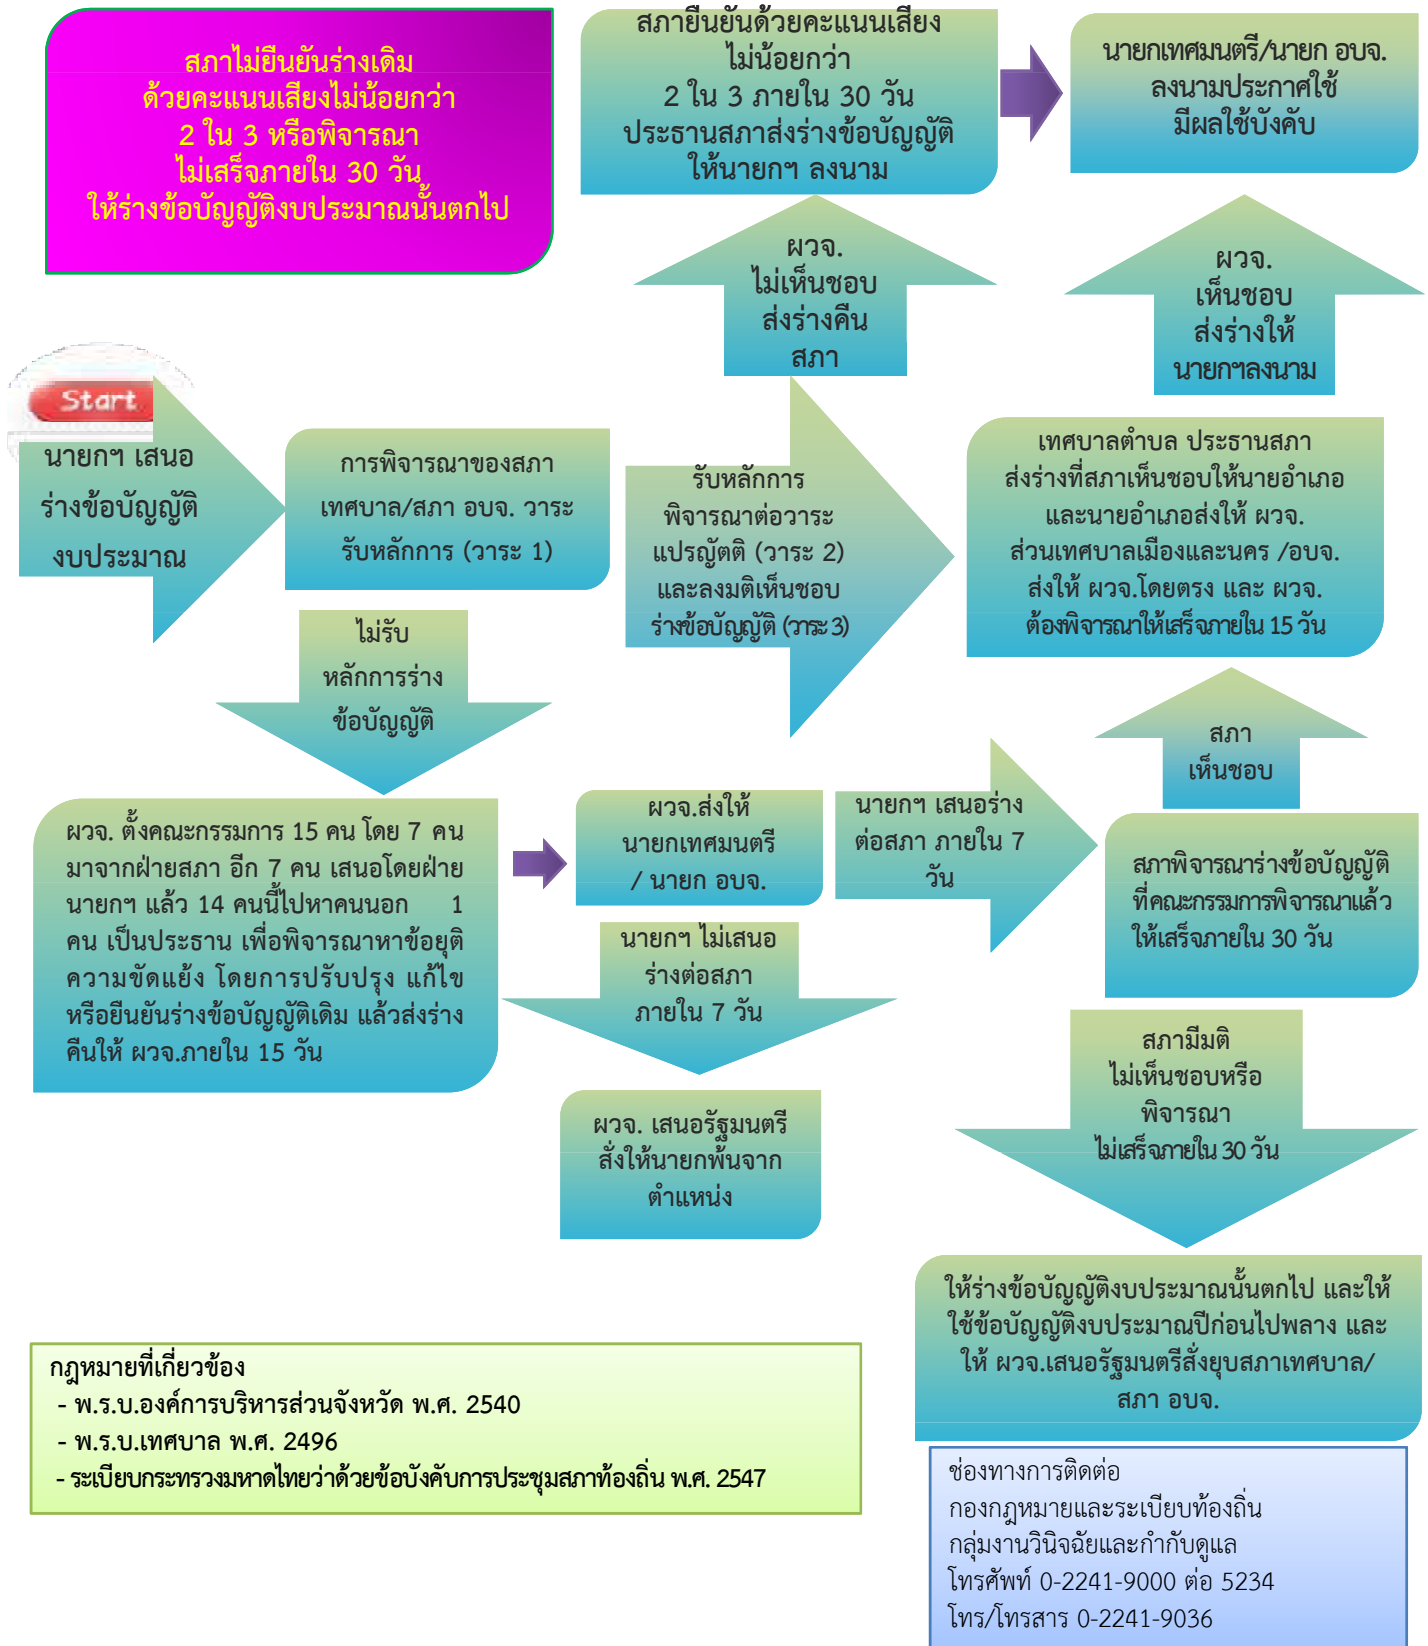 สภาไม่ยืนยันร่างเดิม
ด้วยคะแนนเสียงไม่น้อยกว่า
2 ใน 3 หรือพิจารณา
ไม่เสร็จภายใน 30 วัน
ให้ร่างข้อบัญญัติงบประมาณนั้นตกไป
สภายืนยันด้วยคะแนนเสียง
ไม่น้อยกว่า
2 ใน 3 ภายใน 30 วัน
ประธานสภาส่งร่างข้อบัญญัติ
ให้นายกฯ ลงนาม
นายกเทศมนตรี/นายก อบจ.
ลงนามประกาศใช้
มีผลใช้บังคับ
ผวจ.
ไม่เห็นชอบ
ส่งร่างคืน
สภา
ผวจ.
เห็นชอบ
ส่งร่างให้
นายกฯลงนาม
Start
นายกฯ เสนอ
ร่างข้อบัญญัติ
งบประมาณ
การพิจารณาของสภา
เทศบาล/สภา อบจ. วาระ
รับหลักการ (วาระ 1)
รับหลักการ
พิจารณาต่อวาระ
แปรญัตติ (วาระ 2)
และลงมติเห็นชอบ
ร่างข้อบัญญัติ (วาระ 3)
เทศบาลตำบล ประธานสภา
ส่งร่างที่สภาเห็นชอบให้นายอำเภอ
และนายอำเภอส่งให้ ผวจ.
ส่วนเทศบาลเมืองและนคร /อบจ.
ส่งให้ ผวจ.โดยตรง และ ผวจ.
ต้องพิจารณาให้เสร็จภายใน 15 วัน
ไม่รับ
หลักการร่าง
ข้อบัญญัติ
สภา
เห็นชอบ
ผวจ. ตั้งคณะกรรมการ 15 คน โดย 7 คน
มาจากฝ่ายสภา อีก 7 คน เสนอโดยฝ่าย
นายกฯ แล้ว 14 คนนี้ไปหาคนนอก 1
คน เป็นประธาน เพื่อพิจารณาหาข้อยุติ
ความขัดแย้ง โดยการปรับปรุง แก้ไข
หรือยืนยันร่างข้อบัญญัติเดิม แล้วส่งร่าง
คืนให้ ผวจ.ภายใน 15 วัน
ผวจ.ส่งให้
นายกเทศมนตรี
/ นายก อบจ.
นายกฯ เสนอร่าง
ต่อสภา ภายใน 7
วัน
สภาพิจารณาร่างข้อบัญญัติ
ที่คณะกรรมการพิจารณาแล้ว
ให้เสร็จภายใน 30 วัน
นายกฯ ไม่เสนอ
ร่างต่อสภา
ภายใน 7 วัน
สภามีมติ
ไม่เห็นชอบหรือ
พิจารณา
ไม่เสร็จภายใน 30 วัน
ผวจ. เสนอรัฐมนตรี
สั่งให้นายกพ้นจาก
ตำแหน่ง
ให้ร่างข้อบัญญัติงบประมาณนั้นตกไป และให้
ใช้ข้อบัญญัติงบประมาณปีก่อนไปพลาง และ
ให้ ผวจ.เสนอรัฐมนตรีสั่งยุบสภาเทศบาล/
สภา อบจ.
กฎหมายที่เกี่ยวข้อง
- พ.ร.บ.องค์การบริหารส่วนจังหวัด พ.ศ. 2540
- พ.ร.บ.เทศบาล พ.ศ. 2496
- ระเบียบกระทรวงมหาดไทยว่าด้วยข้อบังคับการประชุมสภาท้องถิ่น พ.ศ. 2547
ช่องทางการติดต่อ
กองกฎหมายและระเบียบท้องถิ่น
กลุ่มงานวินิจฉัยและกำกับดูแล
โทรศัพท์ 0-2241-9000 ต่อ 5234
โทร/โทรสาร 0-2241-9036